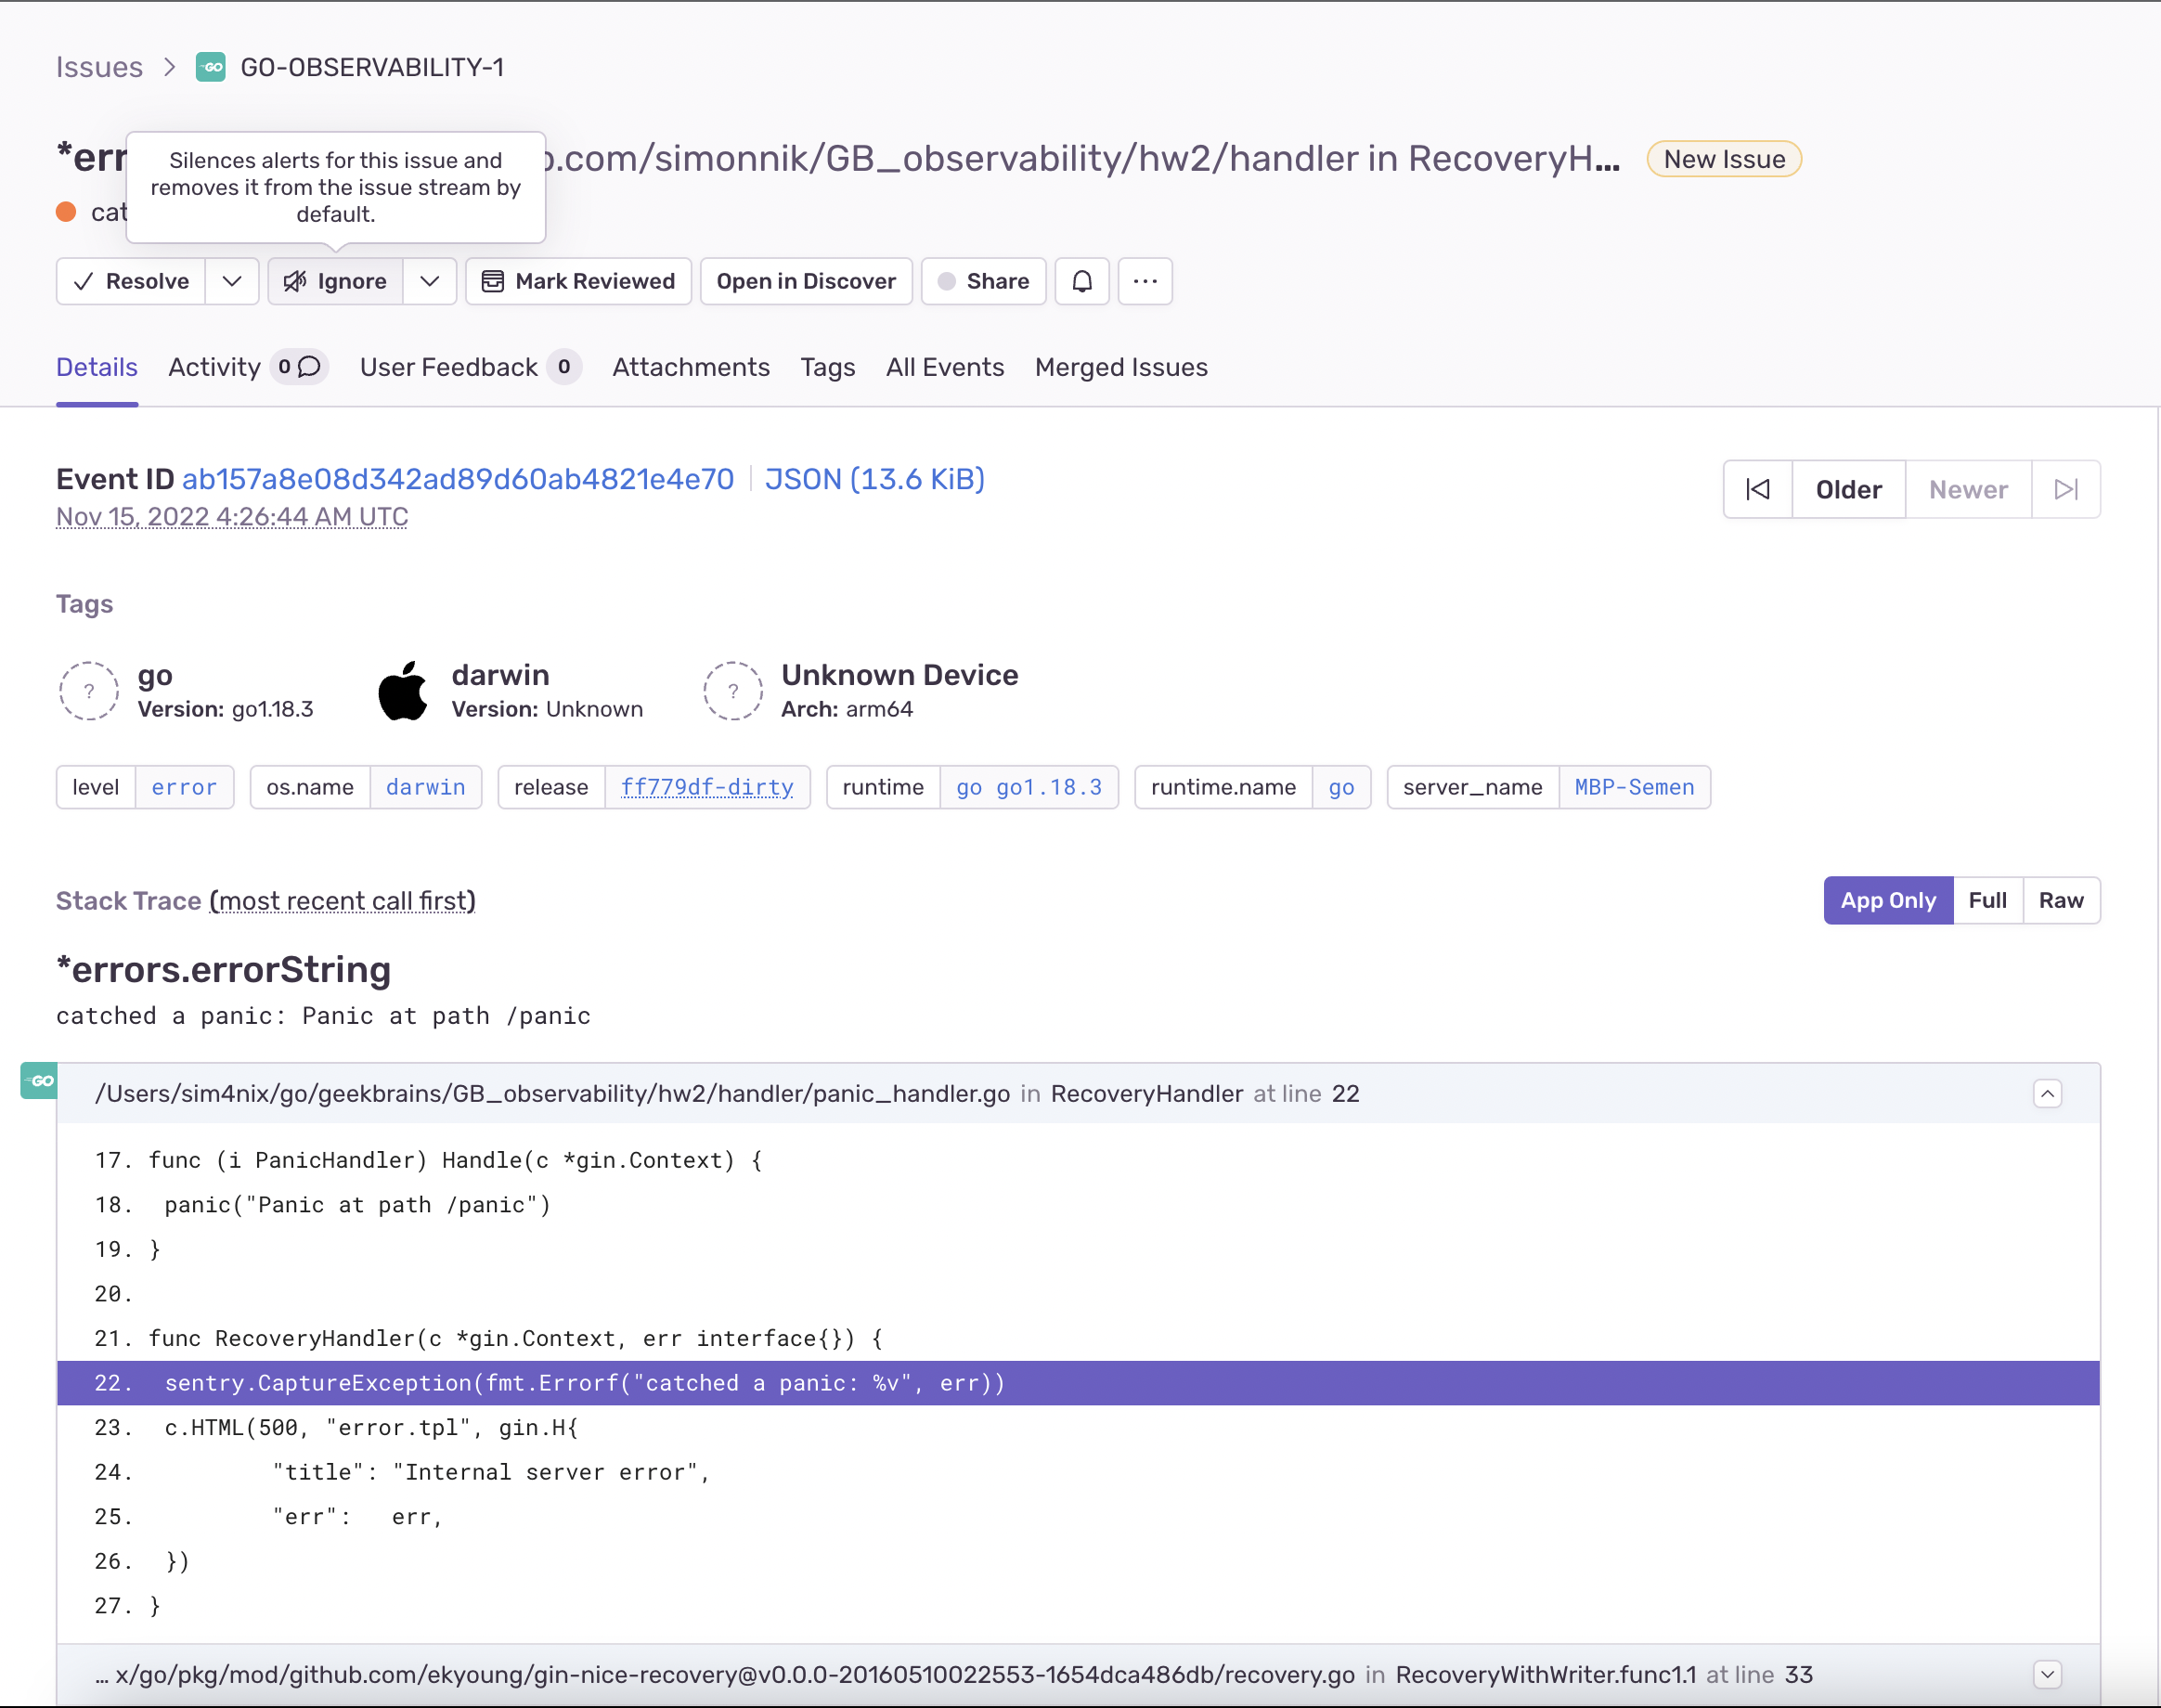 Issues > GO GO-OBSERVABILITY-1
Silences alerts for this issue and
removes it from the issue stream by
default.
*err .com/simonnik/GB_observability/hw2/handler in RecoveryH... New Issue
cat
Resolve Ignore Mark Reviewed Open in Discover Share ...
Details Activity 0 User Feedback 0 Attachments Tags All Events Merged Issues
Event ID ab157a8e08d342ad89d60ab4821e4e70 | JSON (13.6 KiB) Older Newer
Nov 15, 2022 4:26:44 AM UTC
Tags
? go darwin ? Unknown Device
Version: go1.18.3 Version: Unknown Arch: arm64
level error os.name darwin release ff779df-dirty runtime go go1.18.3 runtime.name go server_name MBP-Semen
Stack Trace (most recent call first) App Only Full Raw
*errors.errorString
catched a panic: Panic at path /panic
GO /Users/sim4nix/go/geekbrains/GB_observability/hw2/handler/panic_handler.go in RecoveryHandler at line 22
17. func (i PanicHandler) Handle(c *gin.Context) {
18. panic("Panic at path /panic")
19. }
20.
21. func RecoveryHandler(c *gin.Context, err interface{}) {
22. sentry.CaptureException(fmt.Errorf("catched a panic: %v", err))
23. c.HTML(500, "error.tpl", gin.H{
24. "title": "Internal server error",
25. "err": err,
26. })
27. }
... x/go/pkg/mod/github.com/ekyoung/gin-nice-recovery@v0.0.0-20160510022553-1654dca486db/recovery.go in RecoveryWithWriter.func1.1 at line 33